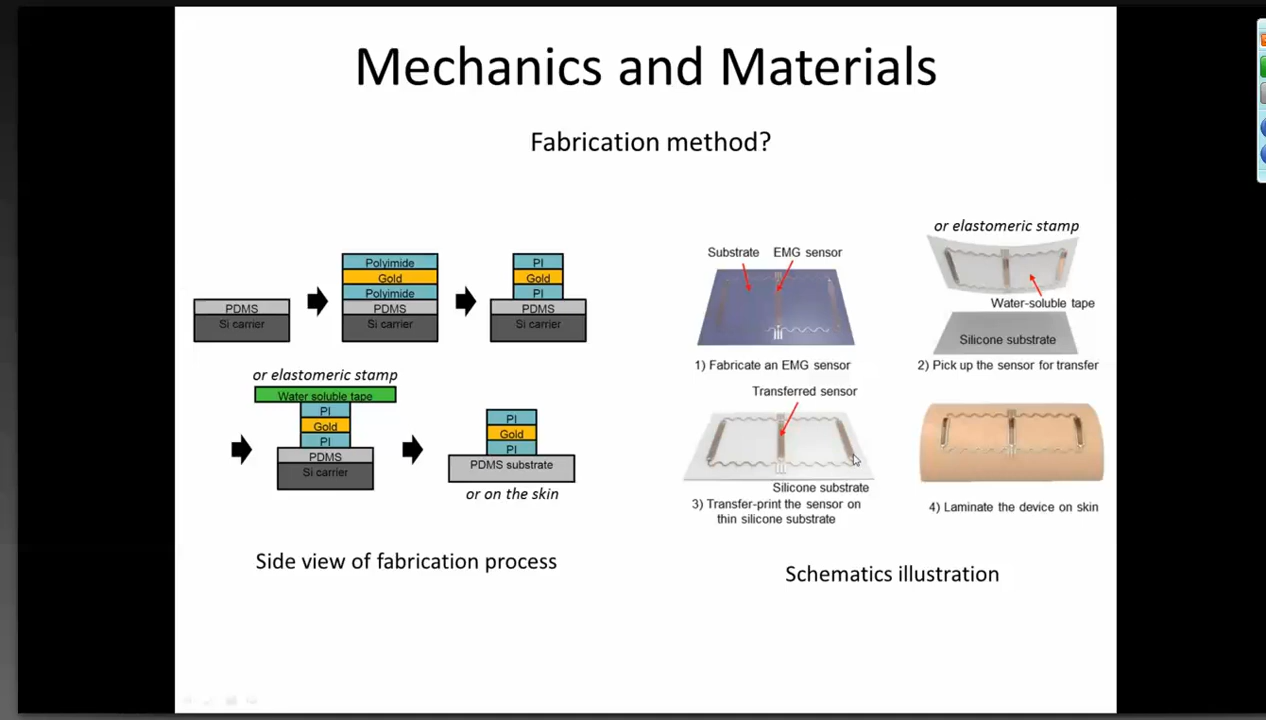 Mechanics and Materials
Fabrication method?
PDMS
Si carrier
Polyimide
Gold
Polyimide
PDMS
Si carrier
PI
Gold
PI
PDMS
Si carrier
or elastomeric stamp
Water soluble tape
PI
Gold
PI
PDMS
Si carrier
PI
Gold
PI
PDMS substrate
or on the skin
Side view of fabrication process
Substrate
EMG sensor
1) Fabricate an EMG sensor
or elastomeric stamp
Water-soluble tape
Silicone substrate
2) Pick up the sensor for transfer
Transferred sensor
Silicone substrate
3) Transfer-print the sensor on
thin silicone substrate
4) Laminate the device on skin
Schematics illustration